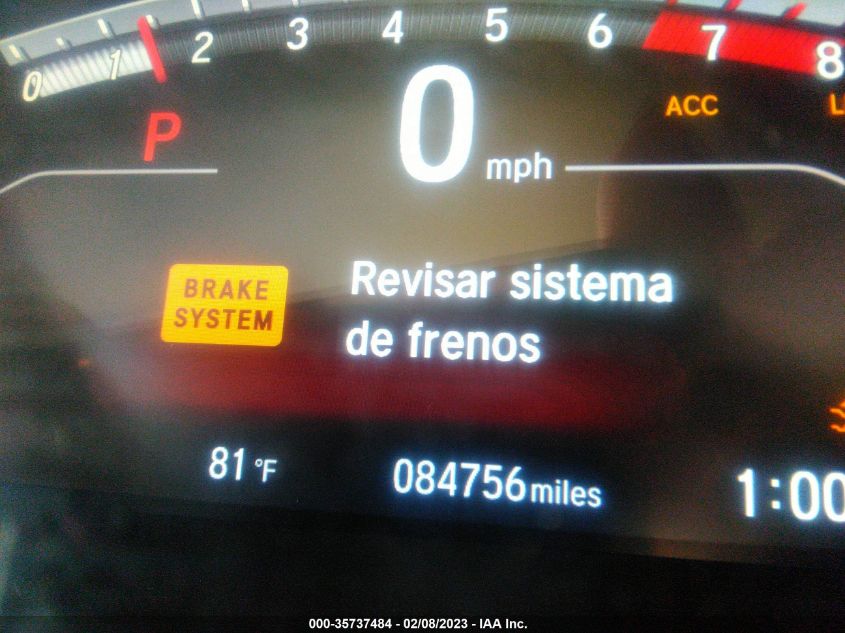 0 1 2 3 4 5 6 7 8
P 0 mph ACC
BRAKE
SYSTEM
Revisar sistema
de frenos
81 °F 084756 miles 1:00
000-35737484 - 02/08/2023 - IAA Inc.